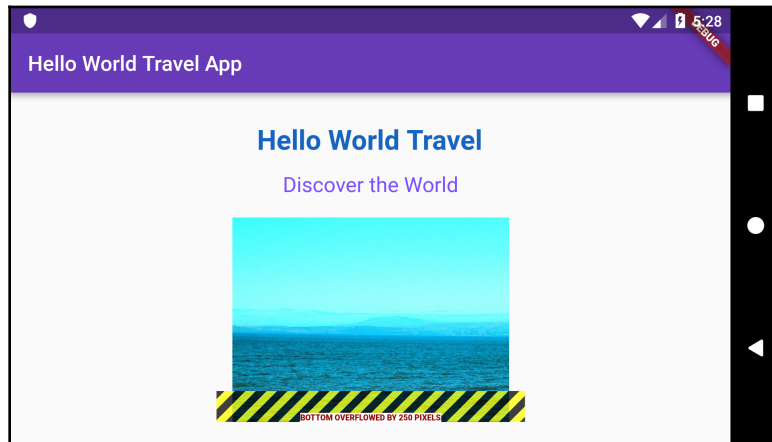 5:28
DEBUG
Hello World Travel App
Hello World Travel
Discover the World
BOTTOM OVERFLOWED BY 250 PIXELS